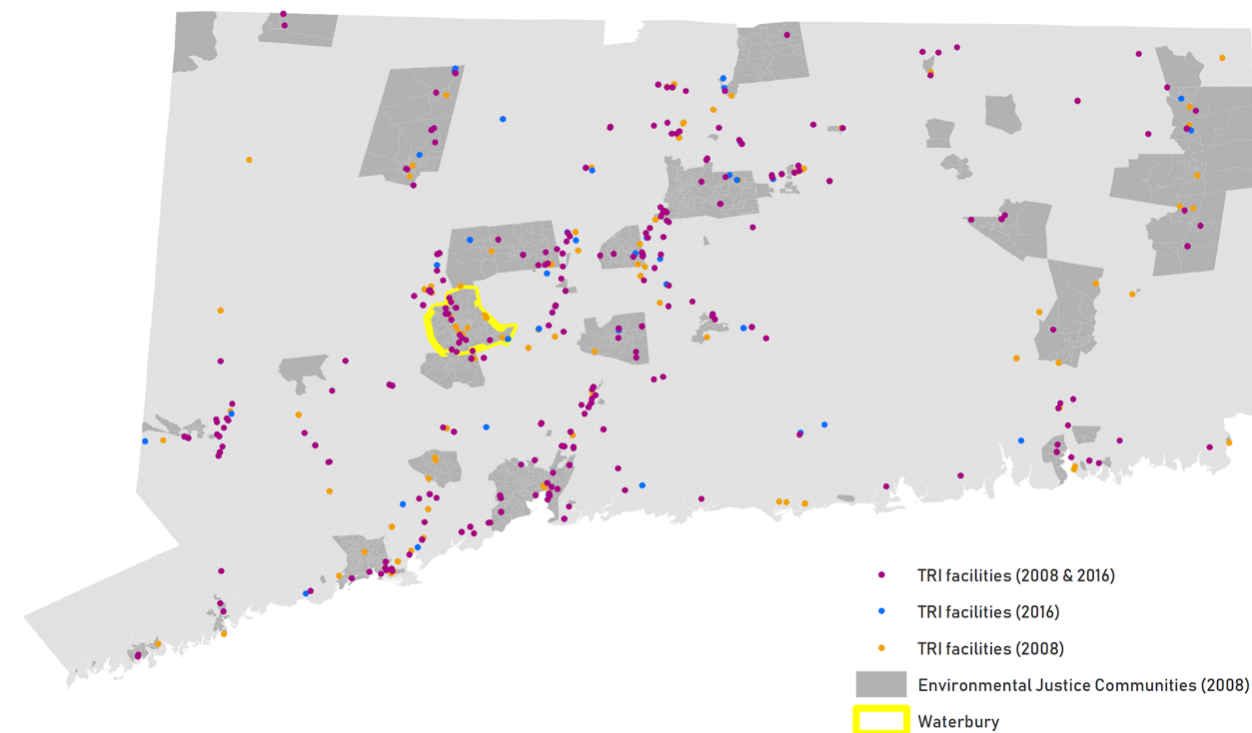 TRI facilities (2008 & 2016)
TRI facilities (2016)
TRI facilities (2008)
Environmental Justice Communities (2008)
Waterbury